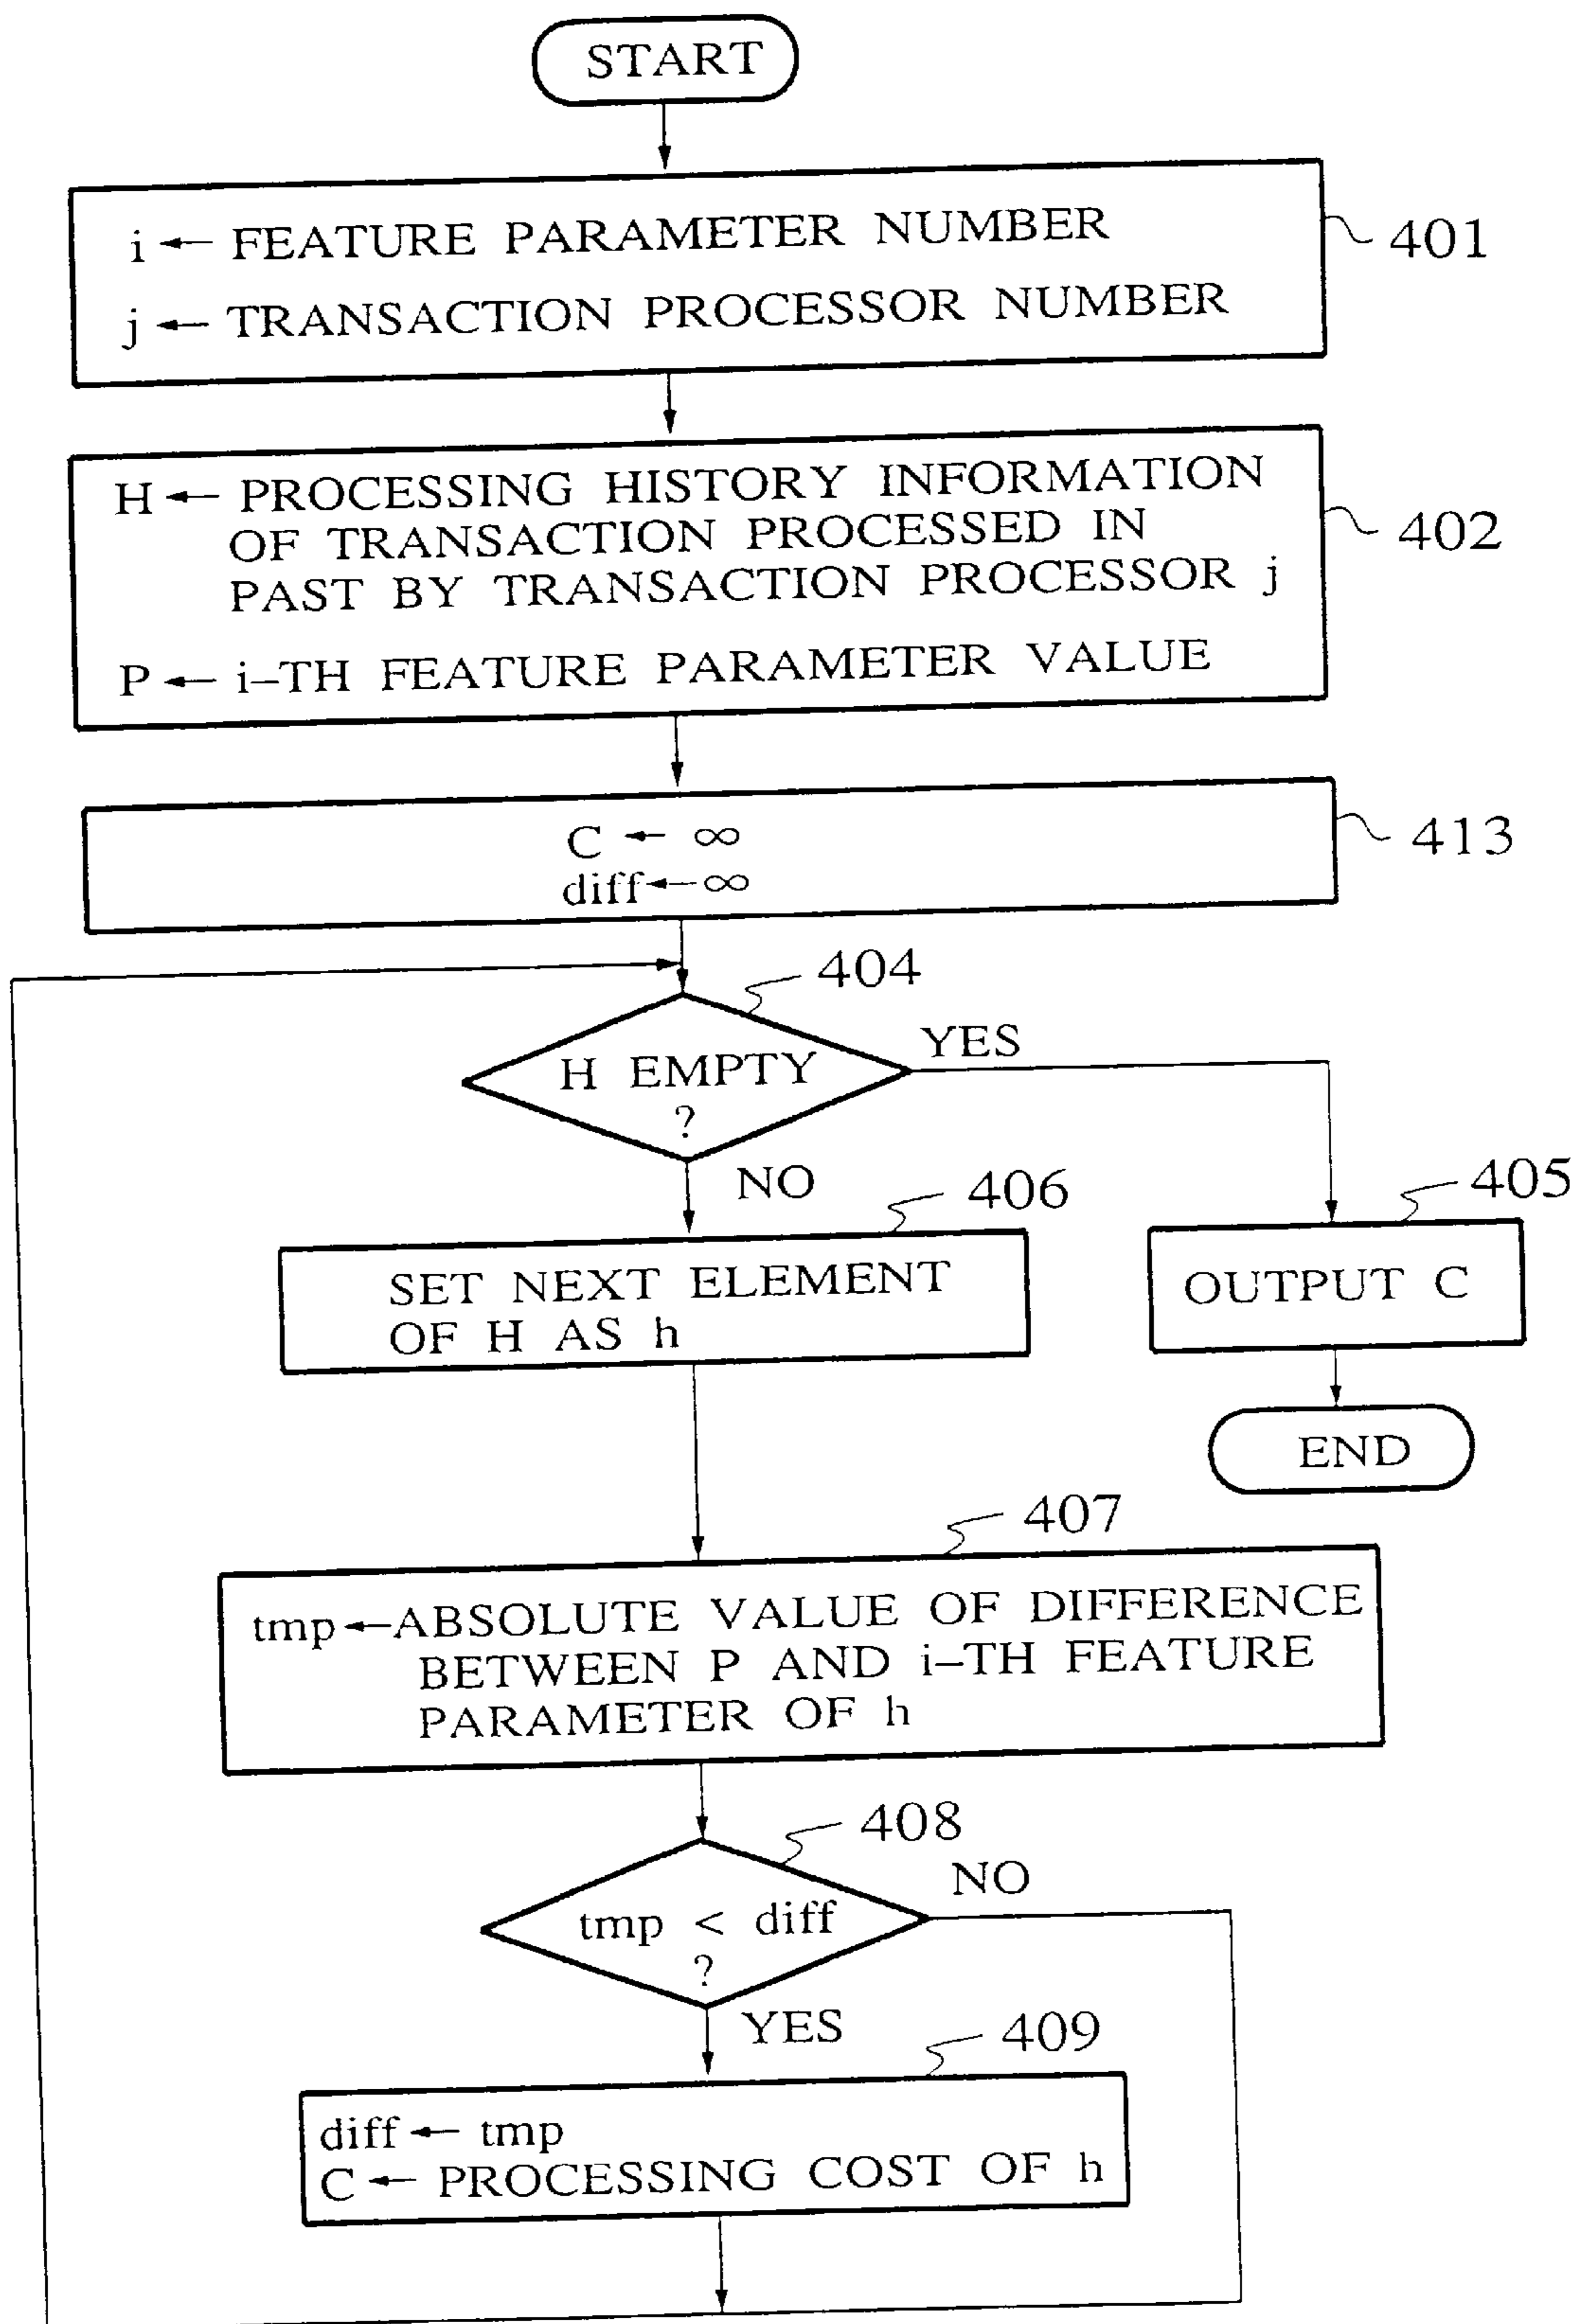 START
i ← FEATURE PARAMETER NUMBER
j ← TRANSACTION PROCESSOR NUMBER
401
H ← PROCESSING HISTORY INFORMATION
OF TRANSACTION PROCESSED IN
PAST BY TRANSACTION PROCESSOR j
P ← i-TH FEATURE PARAMETER VALUE
402
C ← ∞
diff ← ∞
413
404
H EMPTY
?
YES
NO
406
405
SET NEXT ELEMENT
OF H AS h
OUTPUT C
END
407
tmp ← ABSOLUTE VALUE OF DIFFERENCE
BETWEEN P AND i-TH FEATURE
PARAMETER OF h
408
tmp < diff
?
NO
YES
409
diff ← tmp
C ← PROCESSING COST OF h